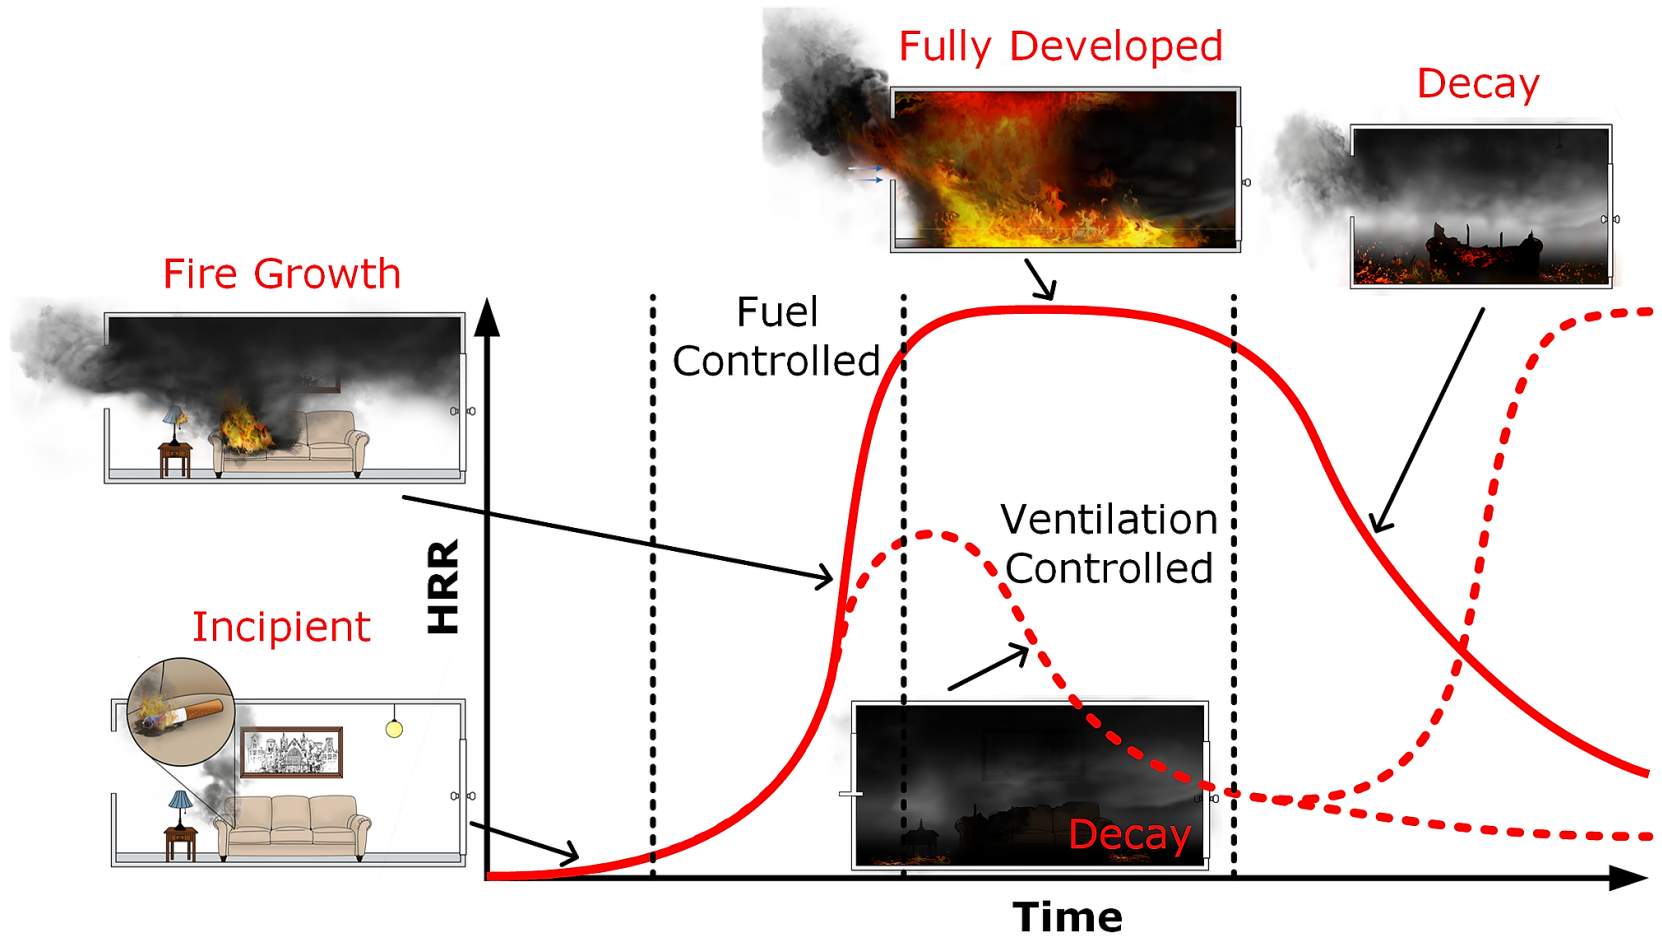 Fully Developed
Decay
Fire Growth
Fuel
Controlled
Ventilation
Controlled
HRR
Incipient
Decay
Time